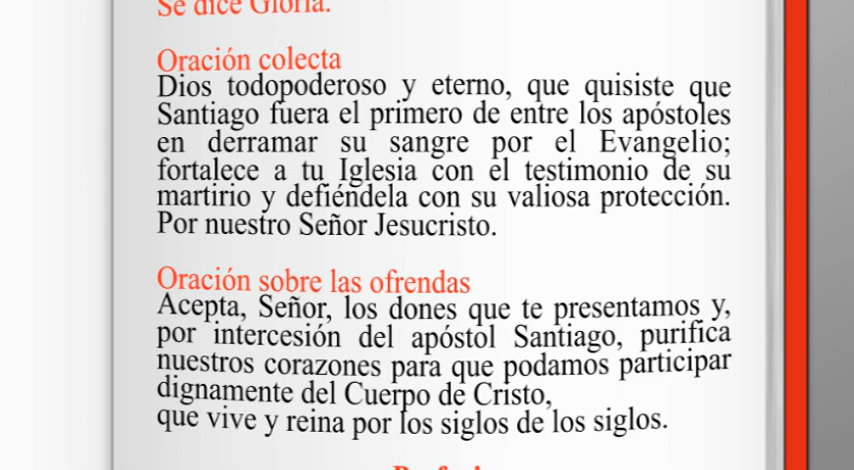 Se dice Gloria.
Oración colecta
Dios todopoderoso y eterno, que quisiste que
Santiago fuera el primero de entre los apóstoles
en derramar su sangre por el Evangelio;
fortalece a tu Iglesia con el testimonio de su
martirio y defiéndela con su valiosa protección.
Por nuestro Señor Jesucristo.
Oración sobre las ofrendas
Acepta, Señor, los dones que te presentamos y,
por intercesión del apóstol Santiago, purifica
nuestros corazones para que podamos participar
dignamente del Cuerpo de Cristo,
que vive y reina por los siglos de los siglos.